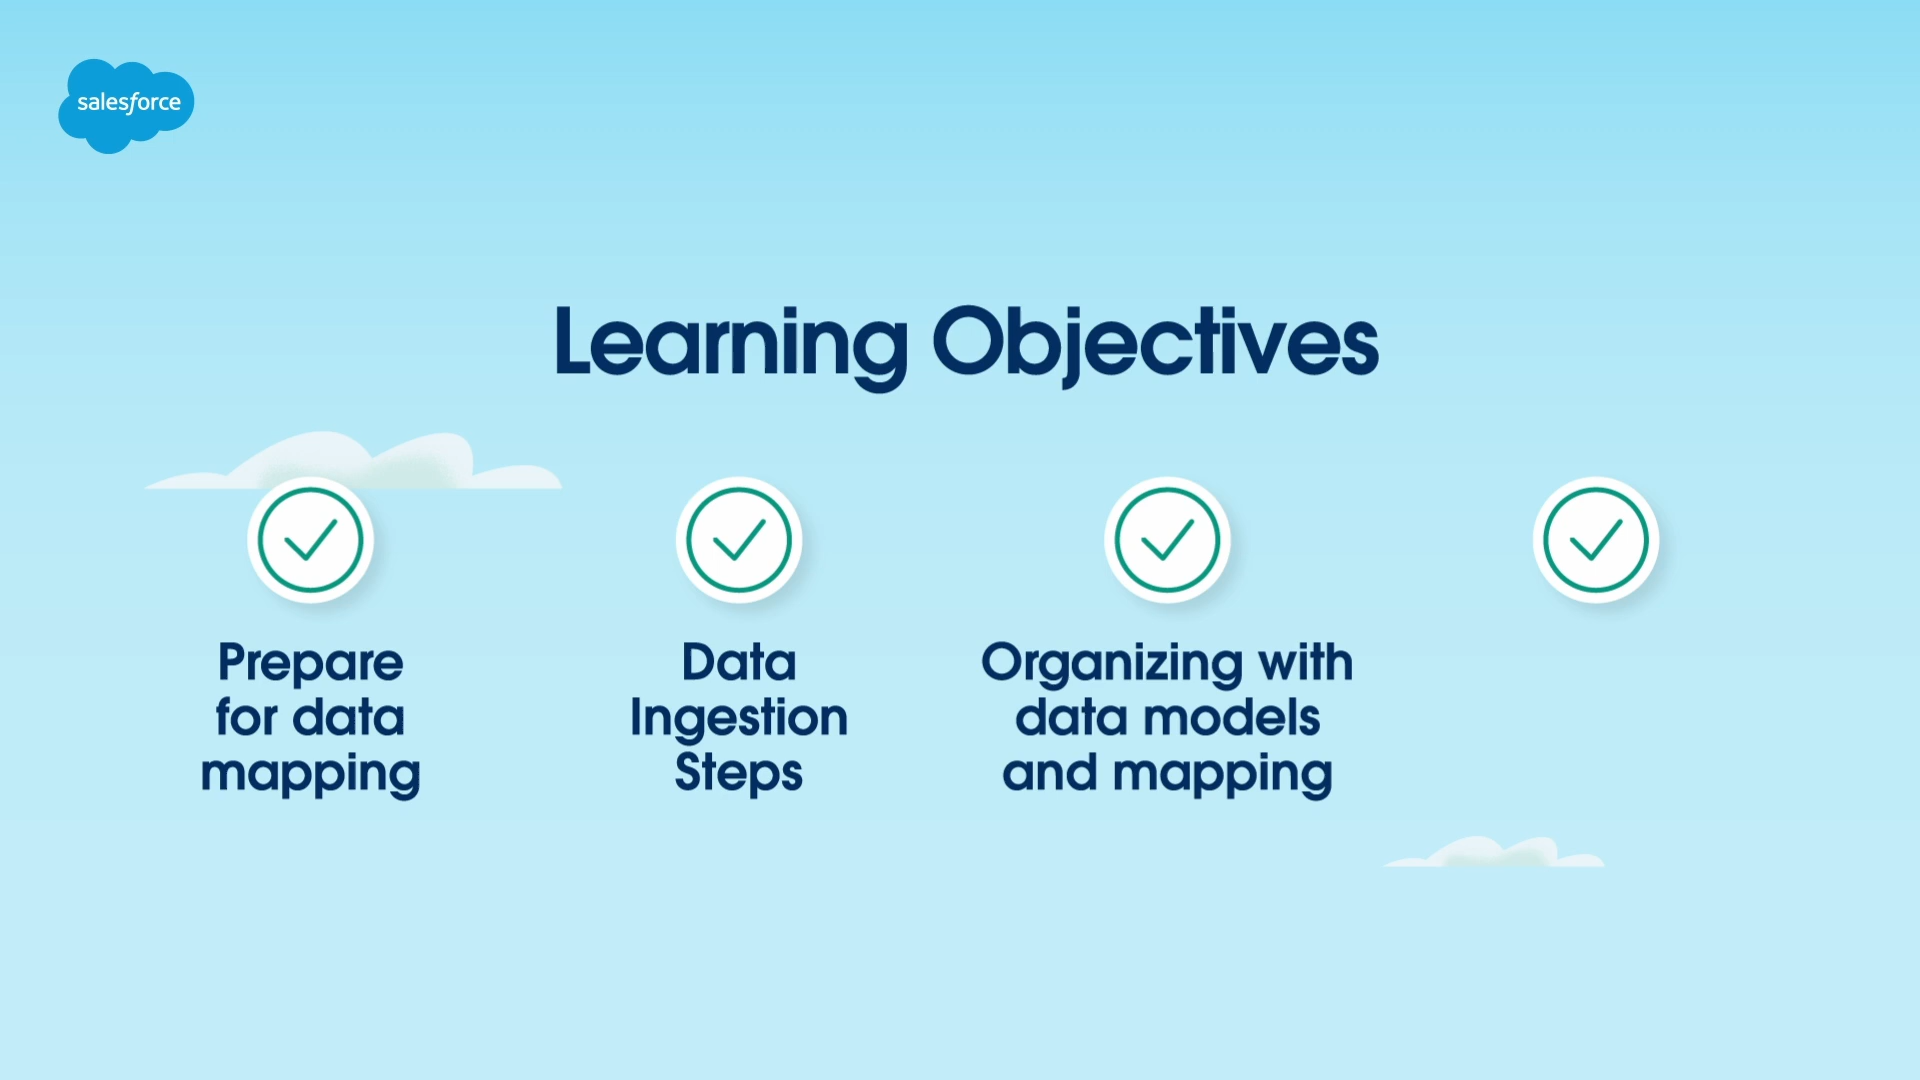 salesforce
Learning Objectives
Prepare
for data
mapping
Data
Ingestion
Steps
Organizing with
data models
and mapping